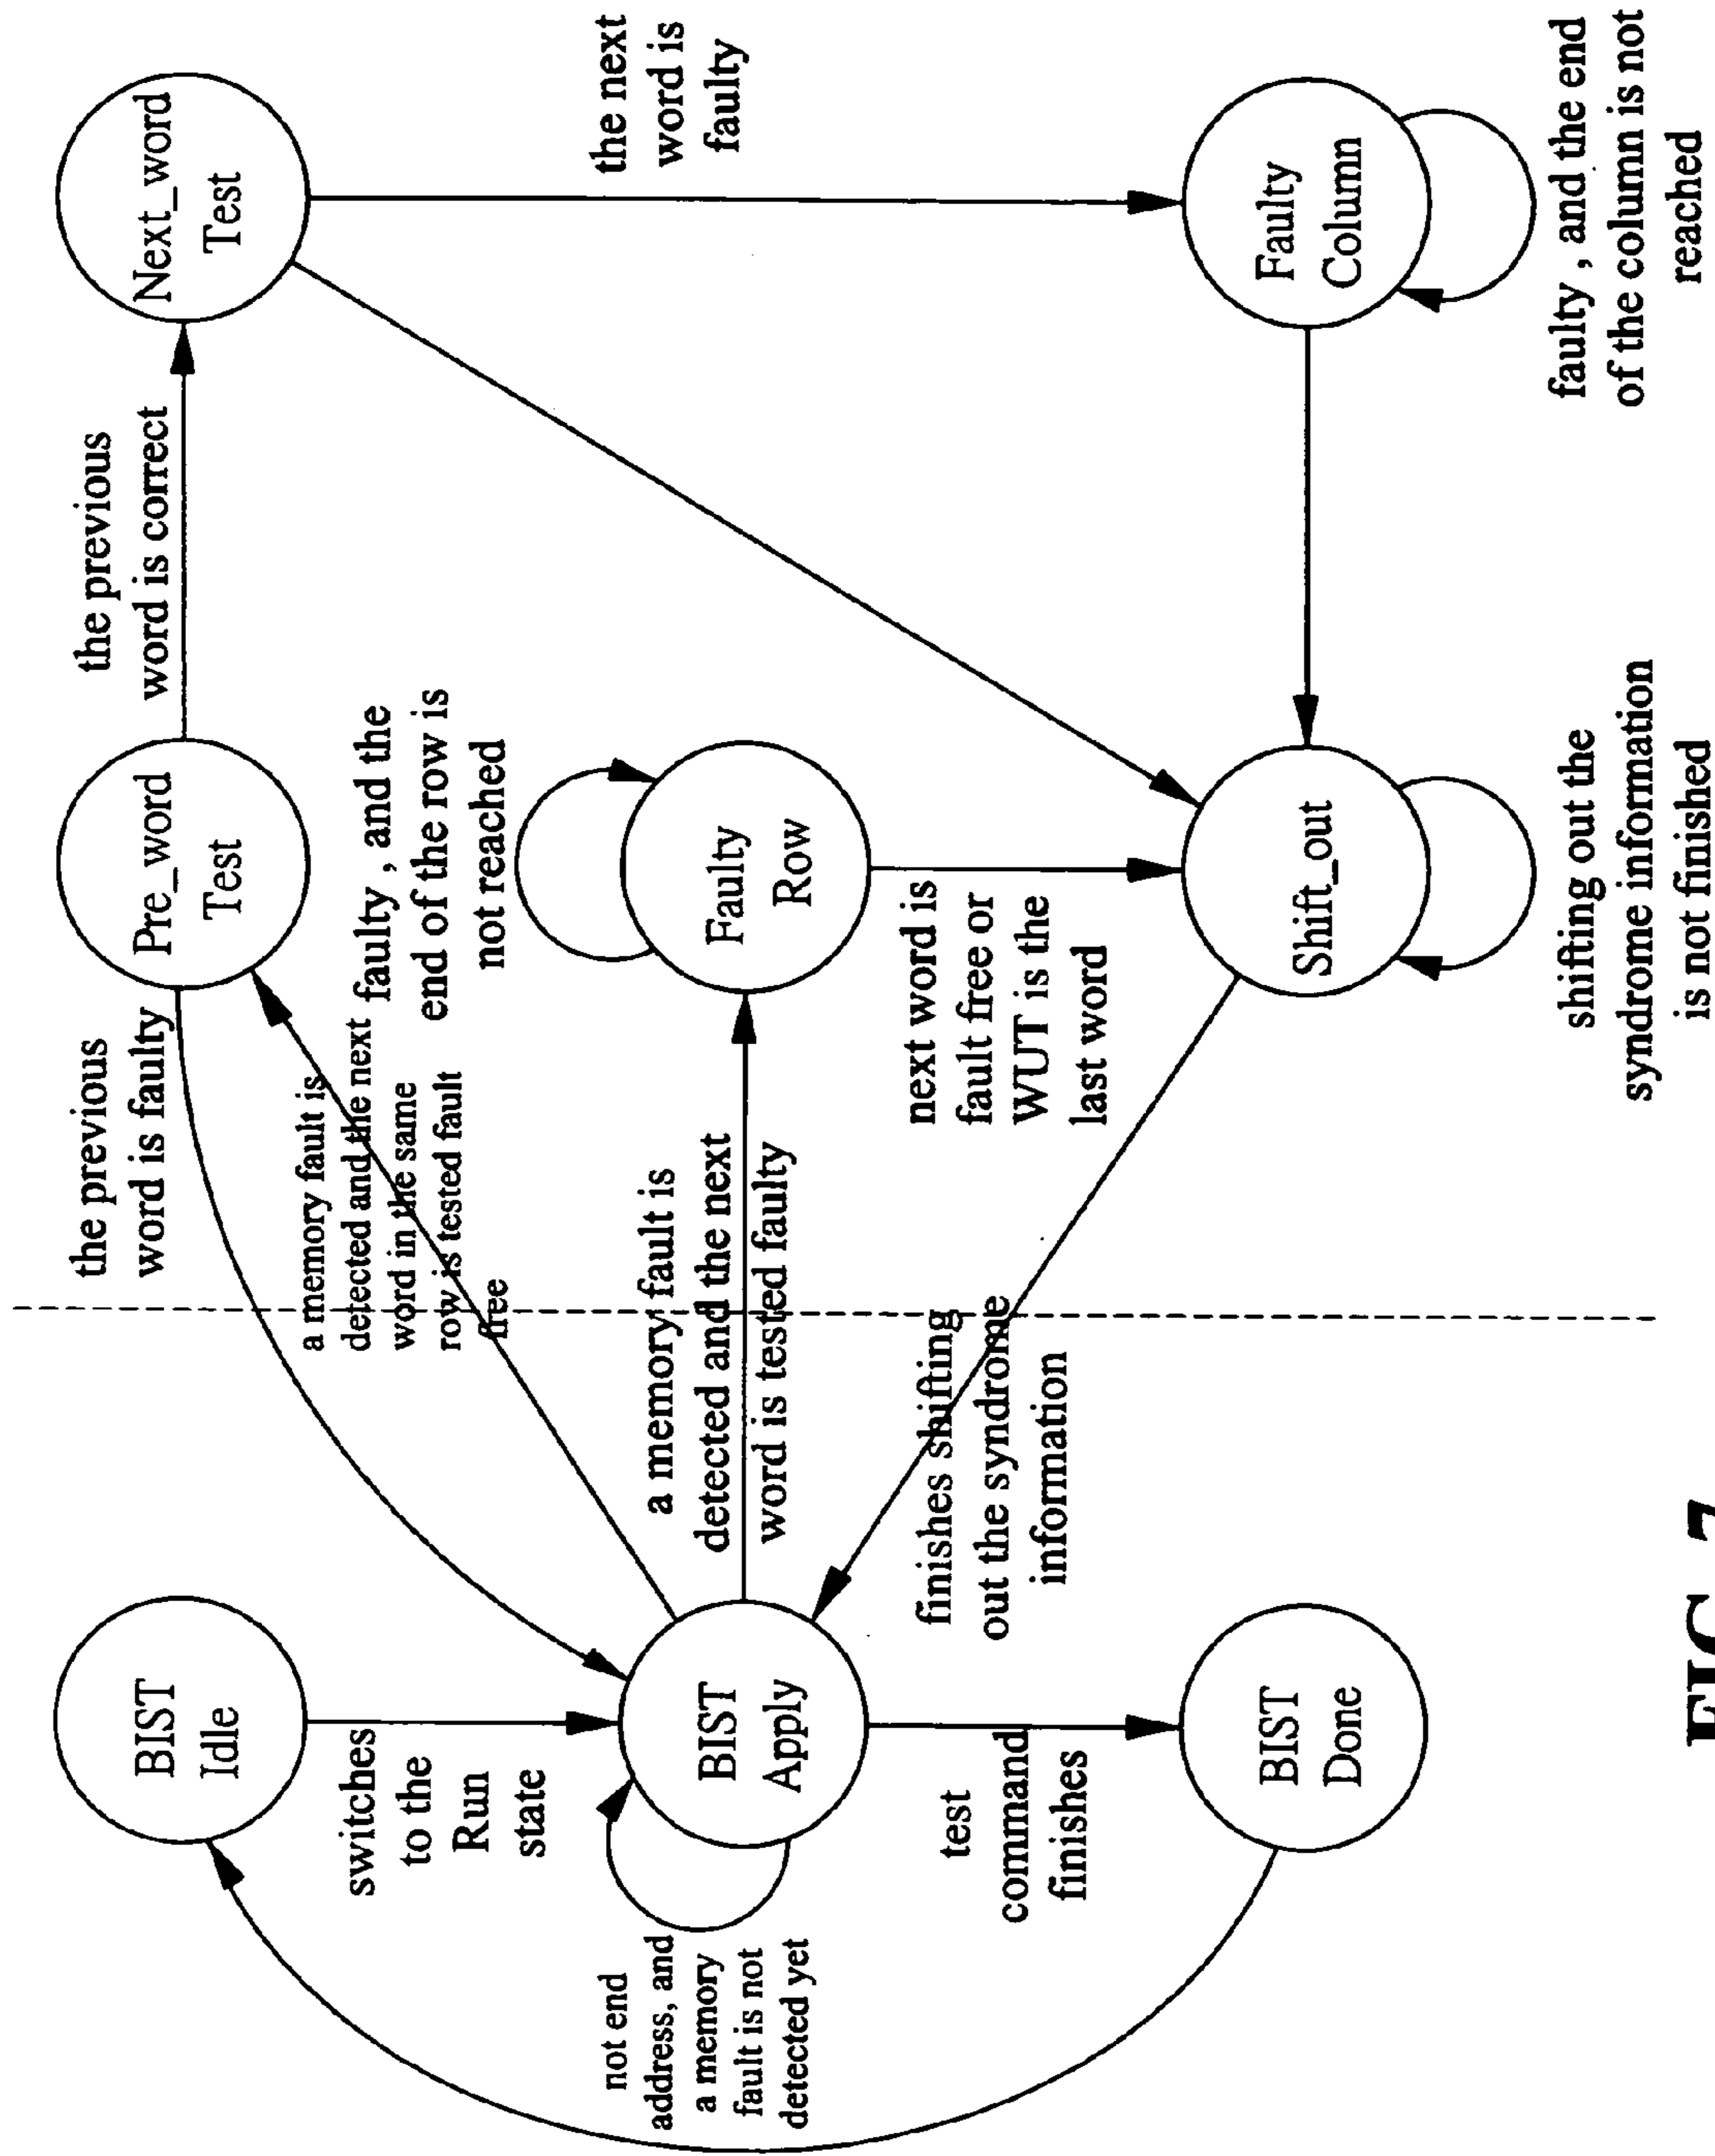 BIST
Idle
switches
to the
Run
state
not end
address, and
a memory
fault is not
detected yet
BIST
Apply
test
command
finishes
BIST
Done
the previous
word is faulty
a memory fault is
detected and the next
word in the same
row is tested fault
free
a memory fault is
detected and the next
word is tested faulty
finishes shifting
out the syndrome
information
Pre_word
Test
faulty , and the
end of the row is
not reached
Faulty
Row
next word is
fault free or
WUT is the
last word
Shift_out
shifting out the
syndrome information
is not finished
the previous
word is correct
Next_word
Test
the next
word is
faulty
Faulty
Column
faulty , and the end
of the column is not
reached
FIG. 7